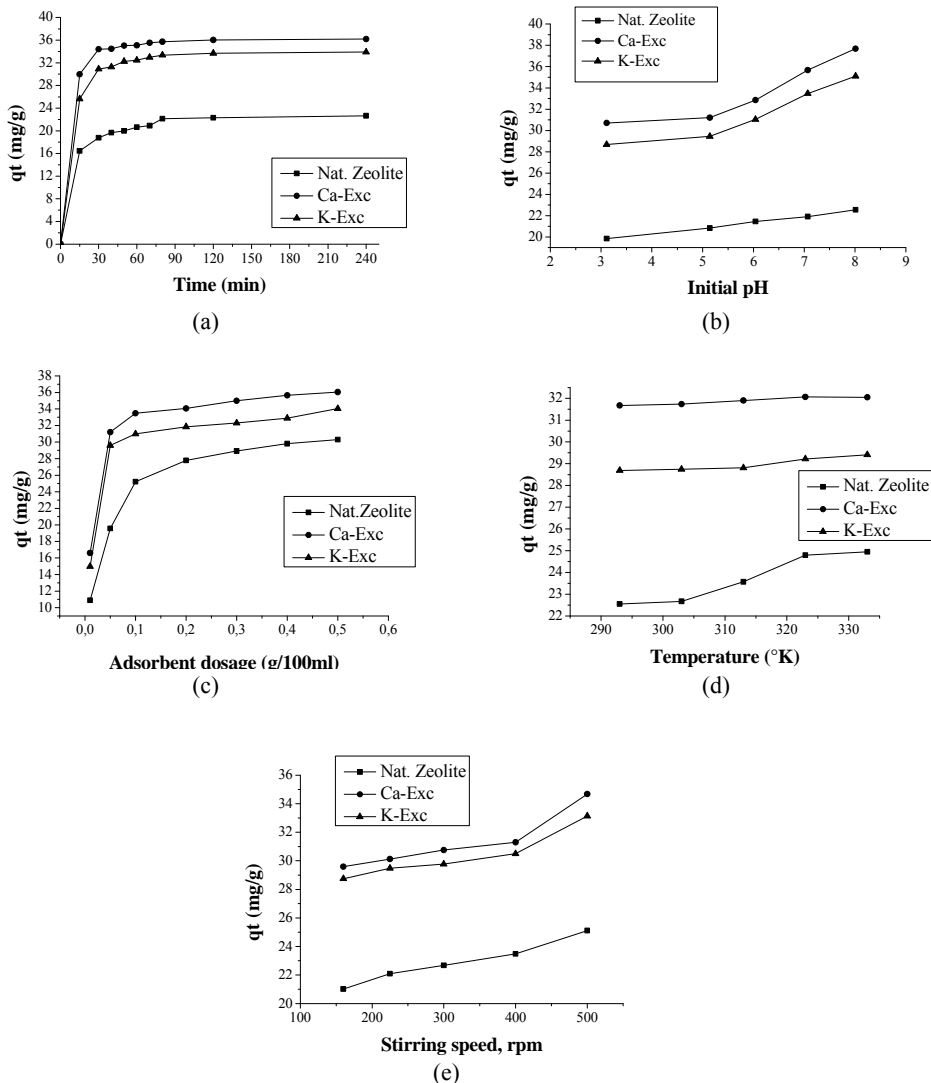 36
32
28
24
20
16
12
8
4
0
qt (mg/g)
Nat. Zeolite
Ca-Exc
K-Exc
0 30 60 90 120 150 180 210 240
Time (min)
(a)
Nat. Zeolite
Ca-Exc
K-Exc
40
38
36
34
32
30
28
26
24
22
20
qt (mg/g)
2 3 4 5 6 7 8 9
Initial pH
(b)
38
36
34
32
30
28
26
24
22
20
18
16
14
12
10
qt (mg/g)
Nat.Zeolite
Ca-Exc
K-Exc
0,0 0,1 0,2 0,3 0,4 0,5 0,6
Adsorbent dosage (g/100ml)
(c)
32
31
30
29
28
27
26
25
24
23
22
qt (mg/g)
Nat. Zeolite
Ca-Exc
K-Exc
290 300 310 320 330
Temperature (°K)
(d)
Nat. Zeolite
Ca-Exc
K-Exc
36
34
32
30
28
26
24
22
20
qt (mg/g)
100 200 300 400 500
Stirring speed, rpm
(e)